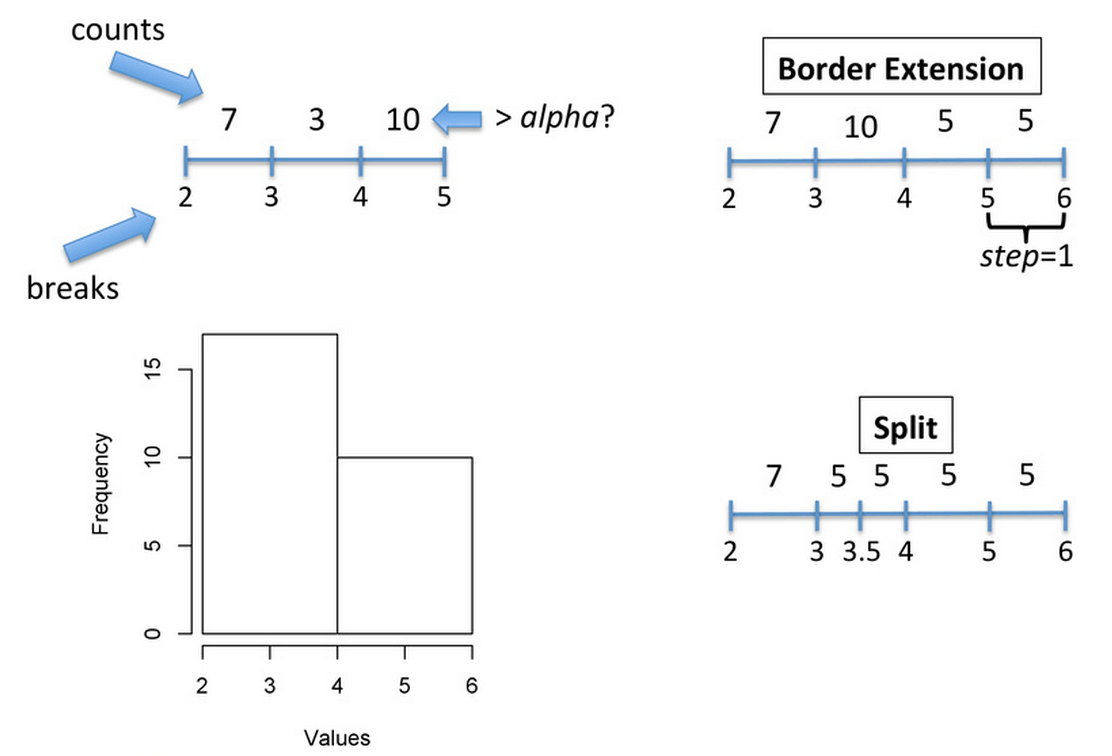 counts
7 3 10 > alpha?
2 3 4 5
breaks
Border Extension
7 10 5 5
2 3 4 5 6
step=1
15
10
5
0
Frequency
2 3 4 5 6
Values
Split
7 5 5 5 5
2 3 3.5 4 5 6